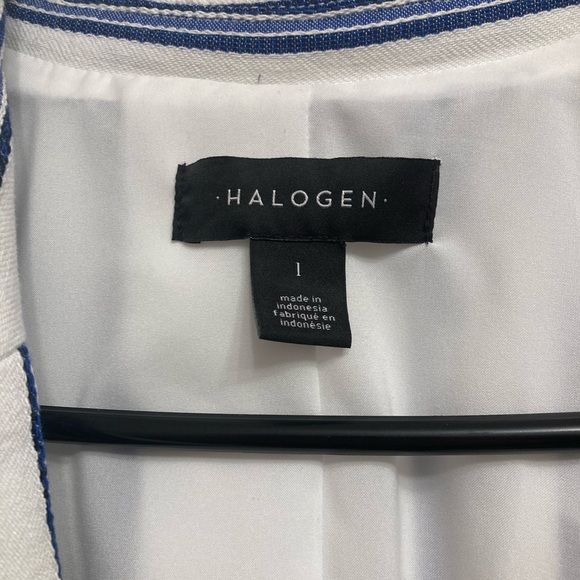 · HALOGEN ·
1
made in
indonesia
fabriqué en
indonésie